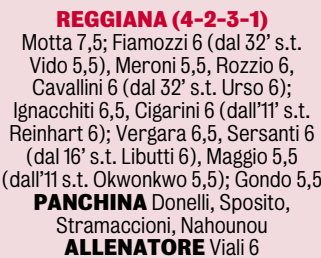 REGGIANA (4-2-3-1)
Motta 7,5; Fiamozzi 6 (dal 32’ s.t.
Vido 5,5), Meroni 5,5, Rozzio 6,
Cavallini 6 (dal 32’ s.t. Urso 6);
Ignacchiti 6,5, Cigarini 6 (dall’11’ s.t.
Reinhart 6); Vergara 6,5, Sersanti 6
(dal 16’ s.t. Libutti 6), Maggio 5,5
(dall’11 s.t. Okwonkwo 5,5); Gondo 5,5
PANCHINA Donelli, Sposito,
Stramaccioni, Nahounou
ALLENATORE Viali 6